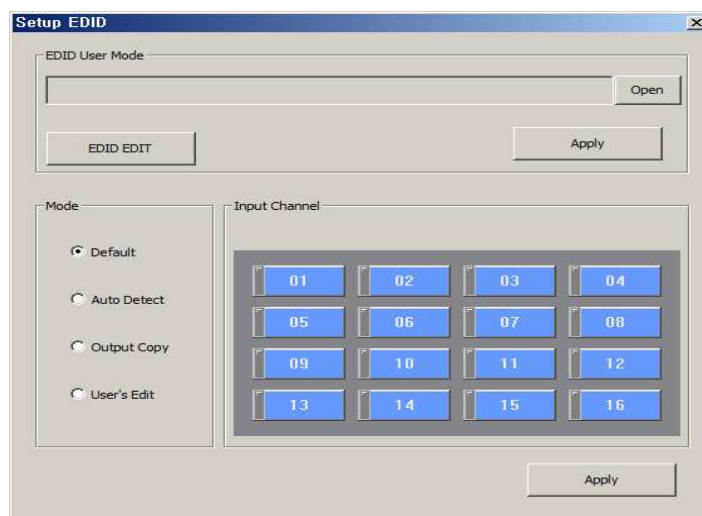 Setup EDID
EDID User Mode
Open
EDID EDIT
Apply
Mode
Default
Auto Detect
Output Copy
User's Edit
Input Channel
01 02 03 04
05 06 07 08
09 10 11 12
13 14 15 16
Apply